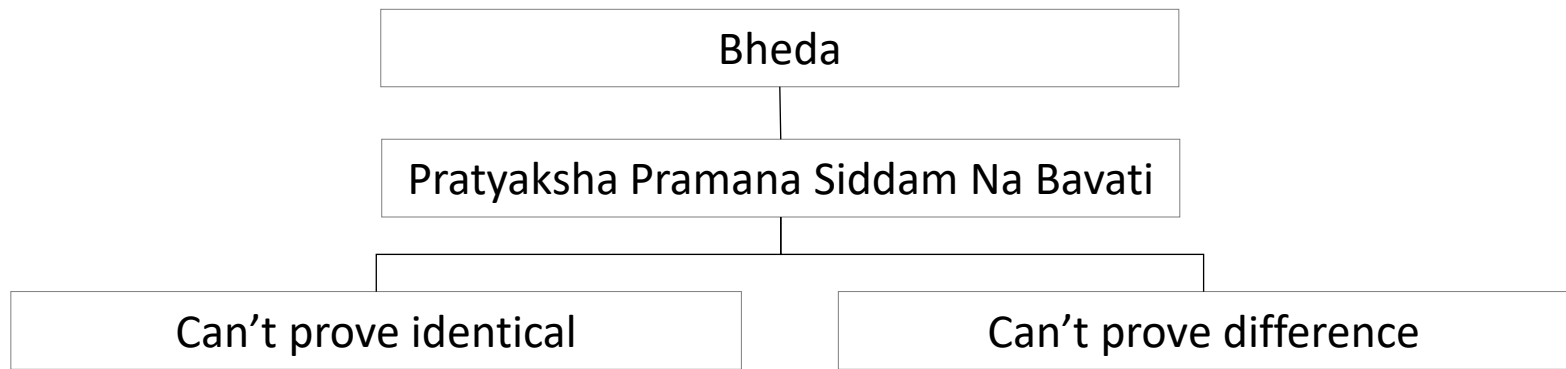 Bheda
Pratyaksha Pramana Siddam Na Bavati
Can’t prove identical
Can’t prove difference